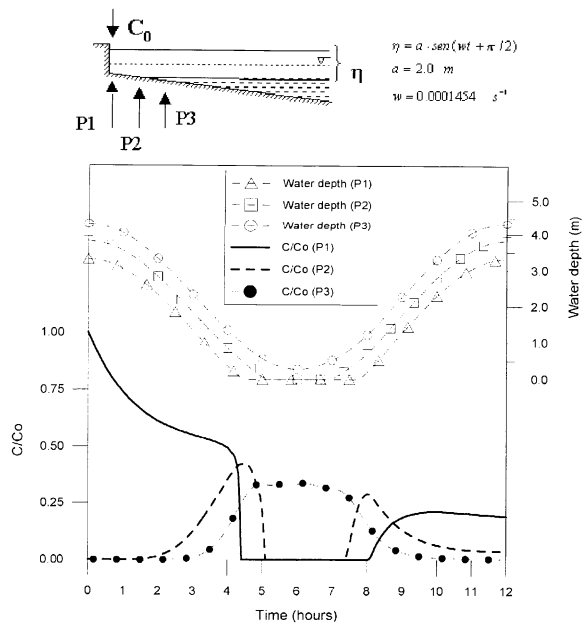 C0
η = a · sen(wt + π/2)
a = 2.0 m
w = 0.0001454 s⁻¹
η
P1
P2
P3
Water depth (P1)
Water depth (P2)
Water depth (P3)
C/Co (P1)
C/Co (P2)
C/Co (P3)
5.0
4.0
3.0
2.0
1.0
0.0
Water depth (m)
1.00
0.75
0.50
0.25
0.00
C/Co
0 1 2 3 4 5 6 7 8 9 10 11 12
Time (hours)